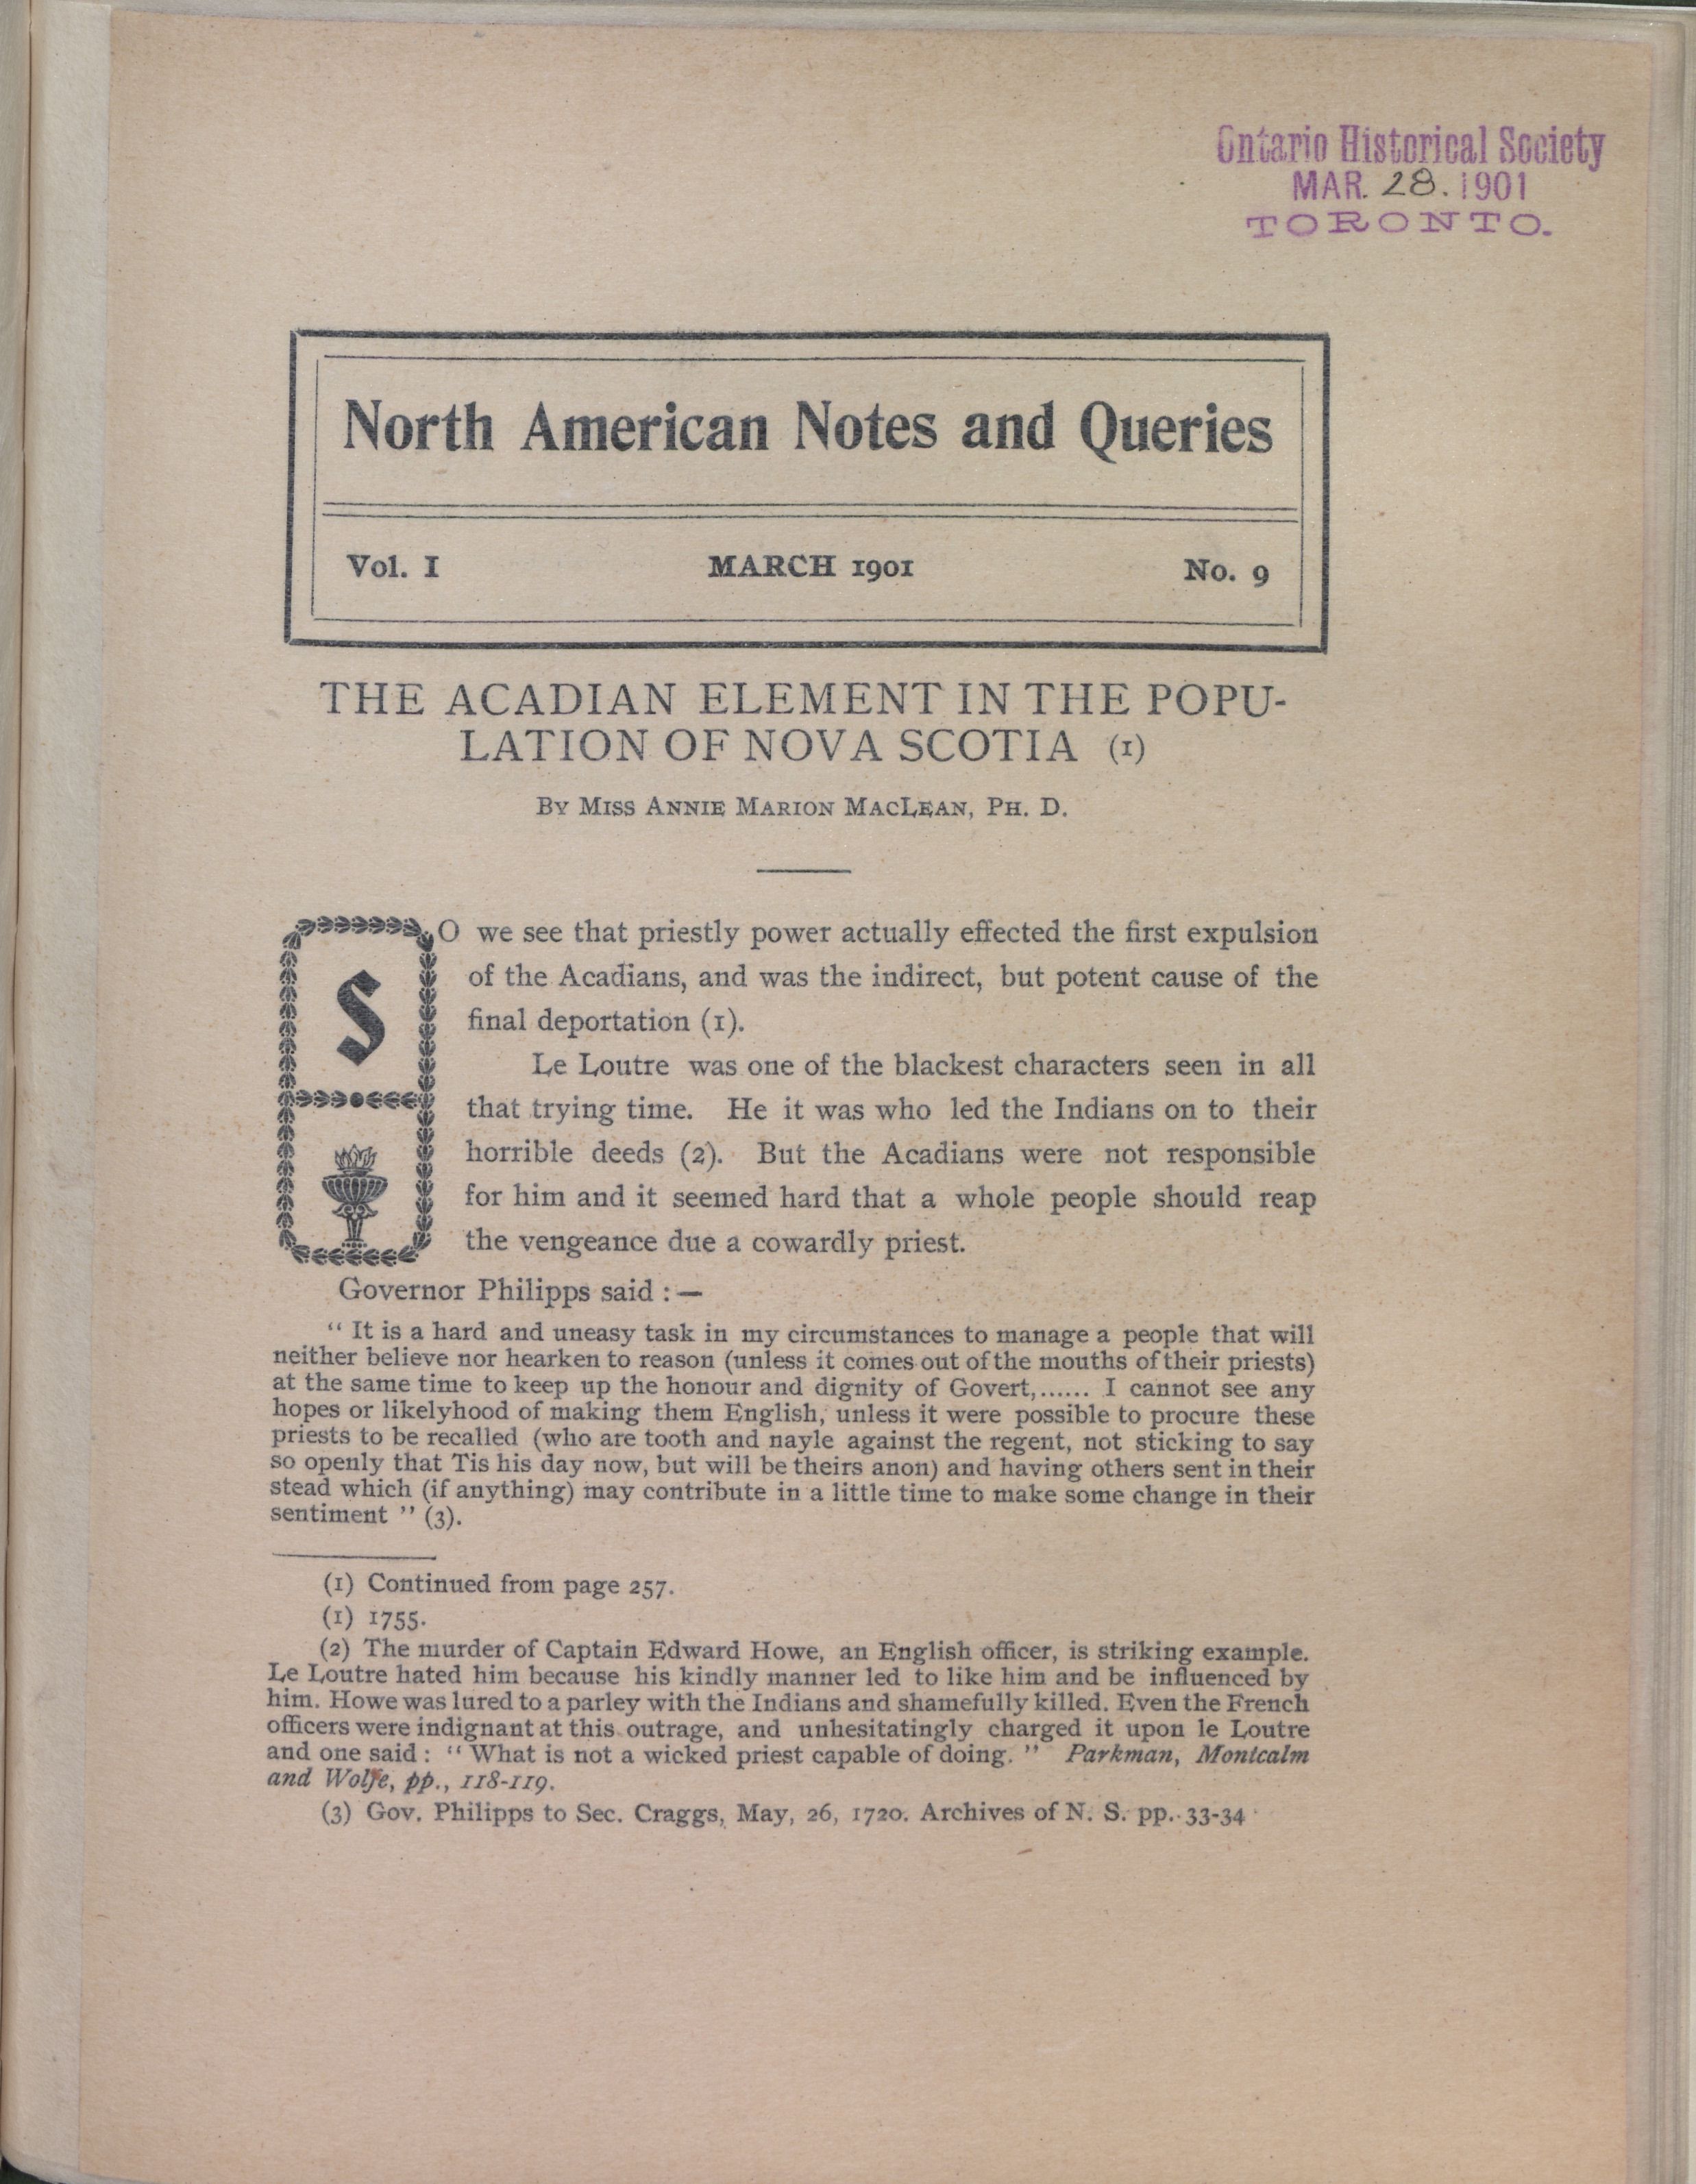 Ontario Historical Society
MAR. 28. 1901
TORONTO.
North American Notes and Queries
Vol. I MARCH 1901 No. 9
THE ACADIAN ELEMENT IN THE POPU-
LATION OF NOVA SCOTIA (1)
BY MISS ANNIE MARION MACLEAN, PH. D.
SO we see that priestly power actually effected the first expulsion
of the Acadians, and was the indirect, but potent cause of the
final deportation (1).
Le Loutre was one of the blackest characters seen in all
that trying time. He it was who led the Indians on to their
horrible deeds (2). But the Acadians were not responsible
for him and it seemed hard that a whole people should reap
the vengeance due a cowardly priest.
Governor Philipps said : —
“ It is a hard and uneasy task in my circumstances to manage a people that will
neither believe nor hearken to reason (unless it comes out of the mouths of their priests)
at the same time to keep up the honour and dignity of Govert,...... I cannot see any
hopes or likelyhood of making them English, unless it were possible to procure these
priests to be recalled (who are tooth and nayle against the regent, not sticking to say
so openly that Tis his day now, but will be theirs anon) and having others sent in their
stead which (if anything) may contribute in a little time to make some change in their
sentiment ” (3).
(1) Continued from page 257.
(1) 1755.
(2) The murder of Captain Edward Howe, an English officer, is striking example.
Le Loutre hated him because his kindly manner led to like him and be influenced by
him. Howe was lured to a parley with the Indians and shamefully killed. Even the French
officers were indignant at this outrage, and unhesitatingly charged it upon le Loutre
and one said : “ What is not a wicked priest capable of doing. ” Parkman, Montcalm
and Wolfe, pp., 118-119.
(3) Gov. Philipps to Sec. Craggs, May, 26, 1720. Archives of N. S. pp. 33-34